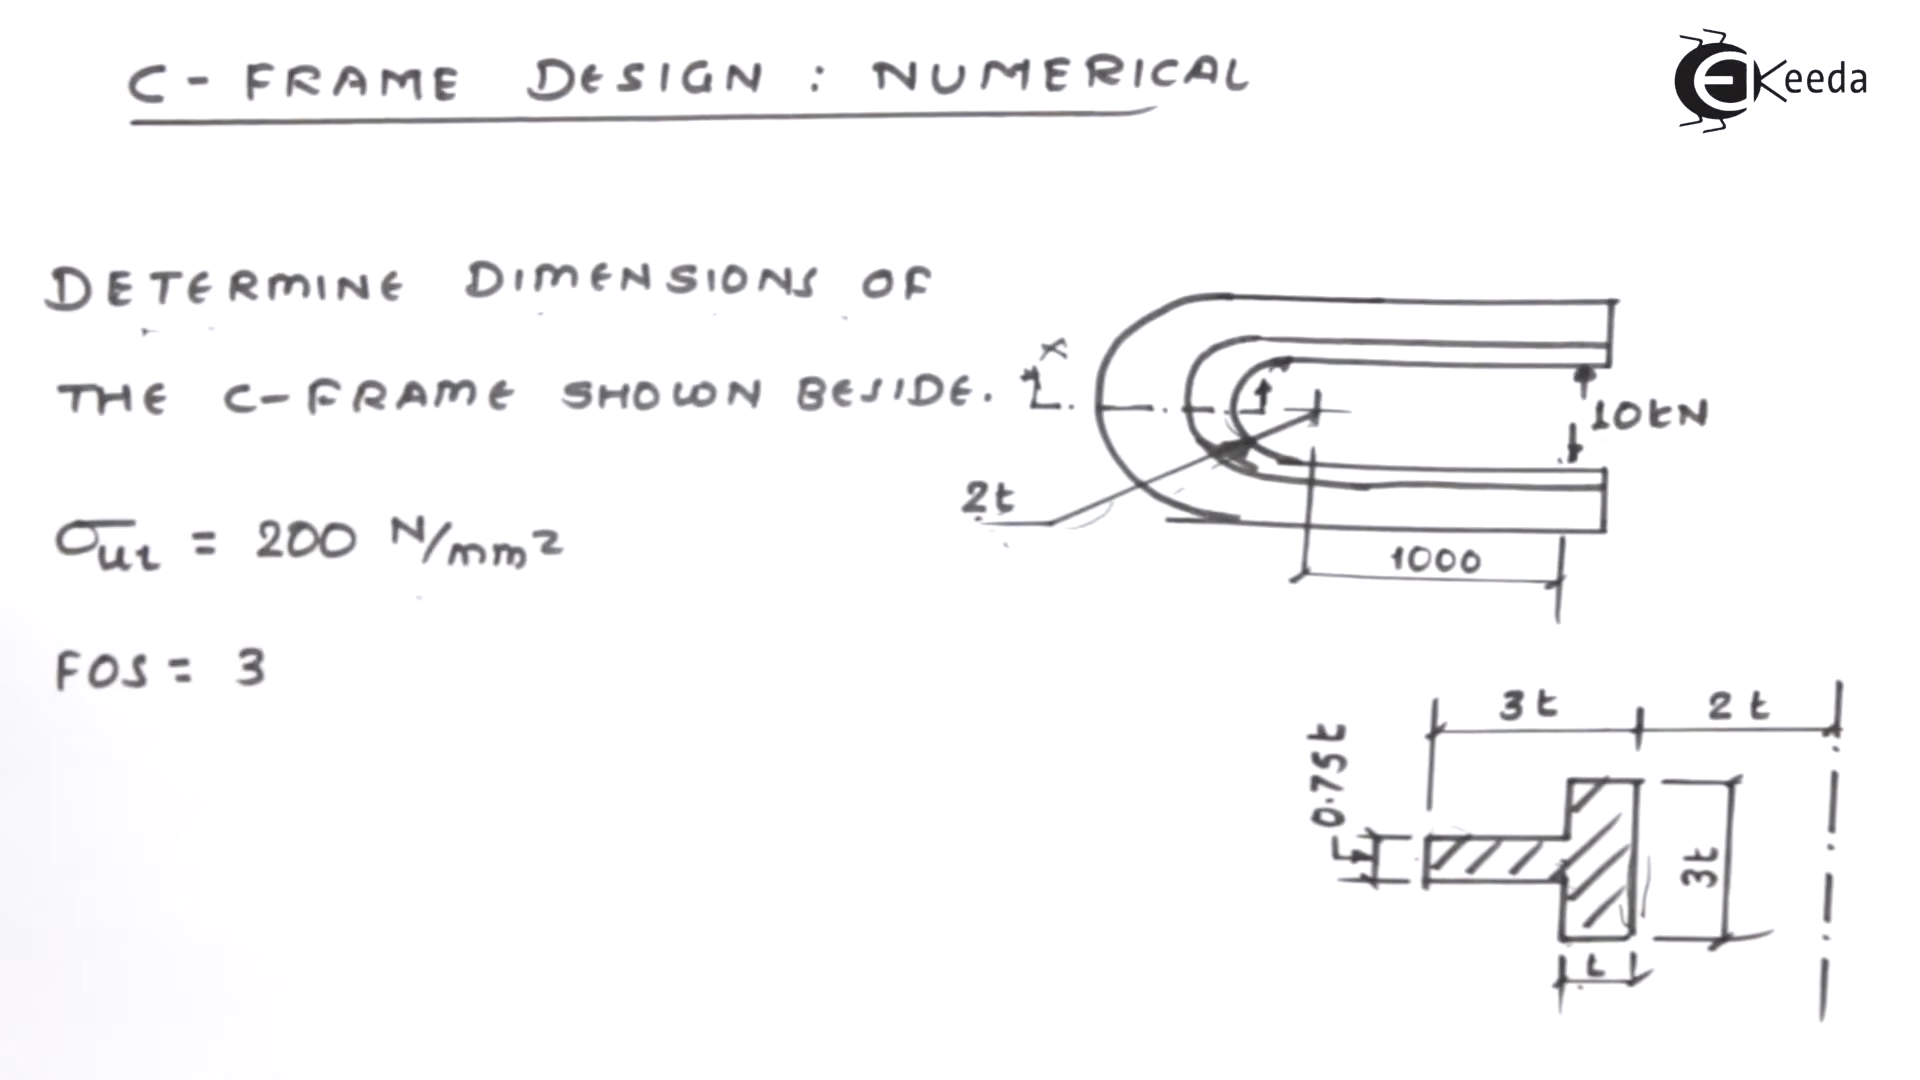 C - FRAME DESIGN : NUMERICAL
EKeeda
DETERMINE DIMENSIONS OF
THE C-FRAME SHOWN BESIDE.
X
10kN
2t
σut = 200 N/mm²
1000
FOS = 3
3t
2t
0.75t
3t
t